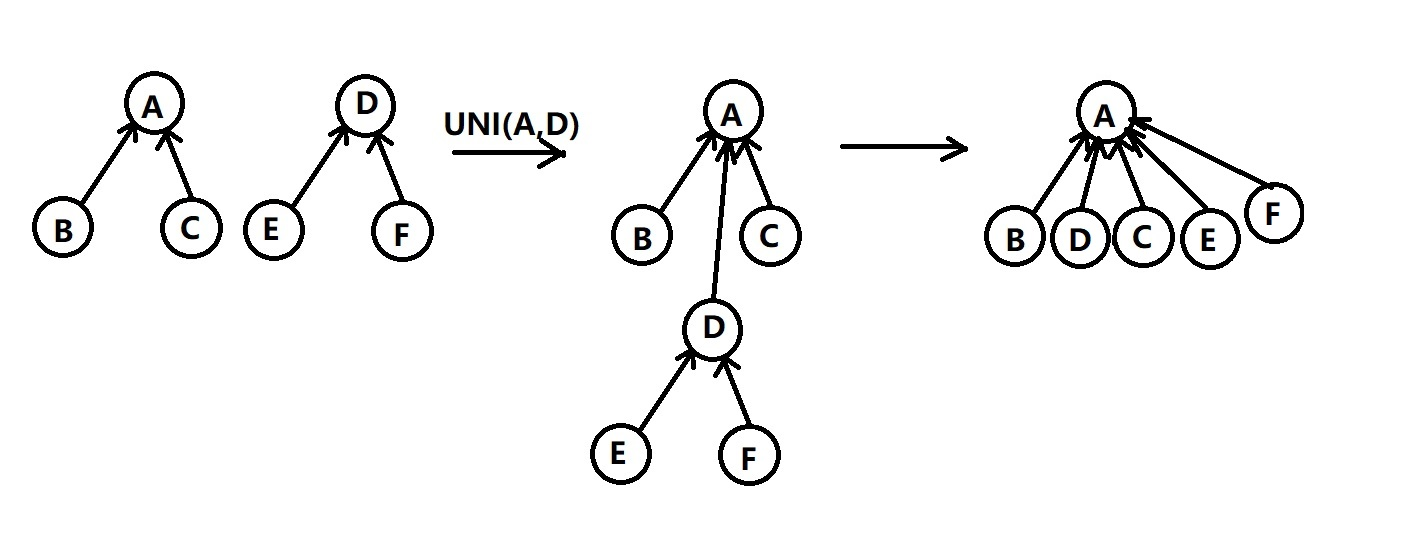 A D
UNI(A,D)
B C E F
A
B C
D
E F
A
B D C E F